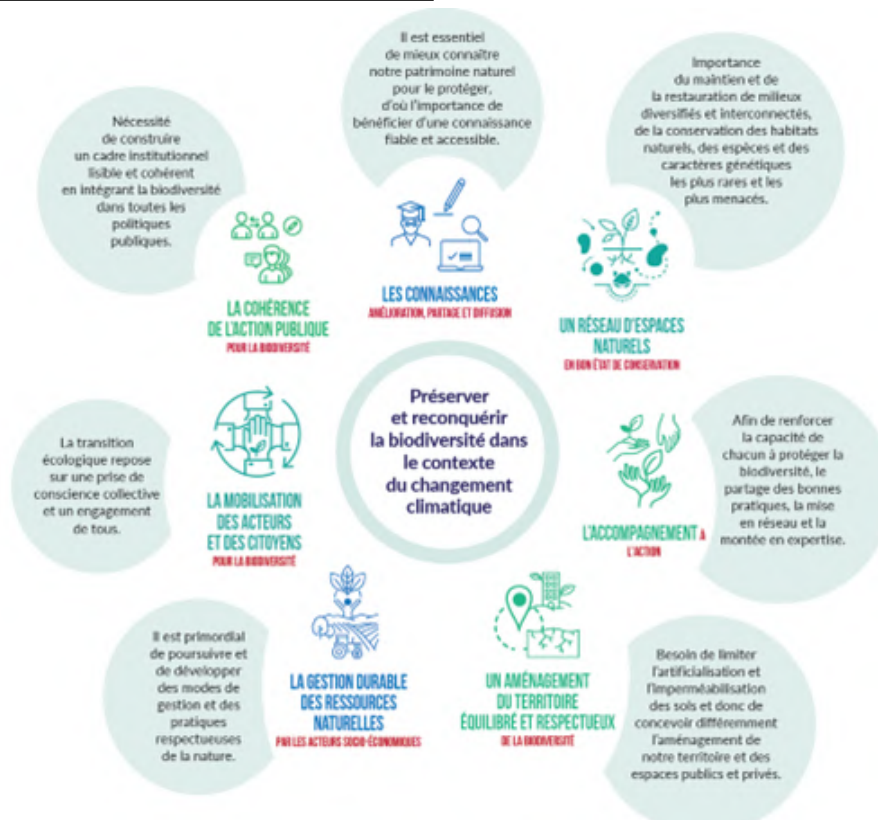 Il est essentiel
de mieux connaître
notre patrimoine naturel
pour le protéger,
d'où l'importance de
bénéficier d'une connaissance
fiable et accessible.
Importance
du maintien et de
la restauration de milieux
diversifiés et interconnectés,
de la conservation des habitats
naturels, des espèces et des
caractères génétiques
les plus rares et les
plus menacés.
Nécessité
de construire
un cadre institutionnel
lisible et cohérent
en intégrant la biodiversité
dans toutes les
politiques
publiques.
LA COHÉRENCE
DE L'ACTION PUBLIQUE
POUR LA BIODIVERSITÉ
LES CONNAISSANCES
AMÉLIORATION, PARTAGE ET DIFFUSION
UN RÉSEAU D'ESPACES
NATURELS
EN BON ÉTAT DE CONSERVATION
Préserver
et reconquérir
la biodiversité dans
le contexte
du changement
climatique
La transition
écologique repose
sur une prise de
conscience collective
et un engagement
de tous.
LA MOBILISATION
DES ACTEURS
ET DES CITOYENS
POUR LA BIODIVERSITÉ
L'ACCOMPAGNEMENT À
L'ACTION
Afin de renforcer
la capacité de
chacun à protéger la
biodiversité, le
partage des bonnes
pratiques, la mise
en réseau et la
montée en expertise.
Il est primordial
de poursuivre et
de développer
des modes de
gestion et des
pratiques
respectueuses
de la nature.
LA GESTION DURABLE
DES RESSOURCES
NATURELLES
PAR LES ACTEURS SOCIO-ÉCONOMIQUES
UN AMÉNAGEMENT
DU TERRITOIRE
ÉQUILIBRÉ ET RESPECTUEUX
DE LA BIODIVERSITÉ
Besoin de limiter
l'artificialisation et
l'imperméabilisation
des sols et donc de
concevoir différemment
l'aménagement de
notre territoire et des
espaces publics et privés.